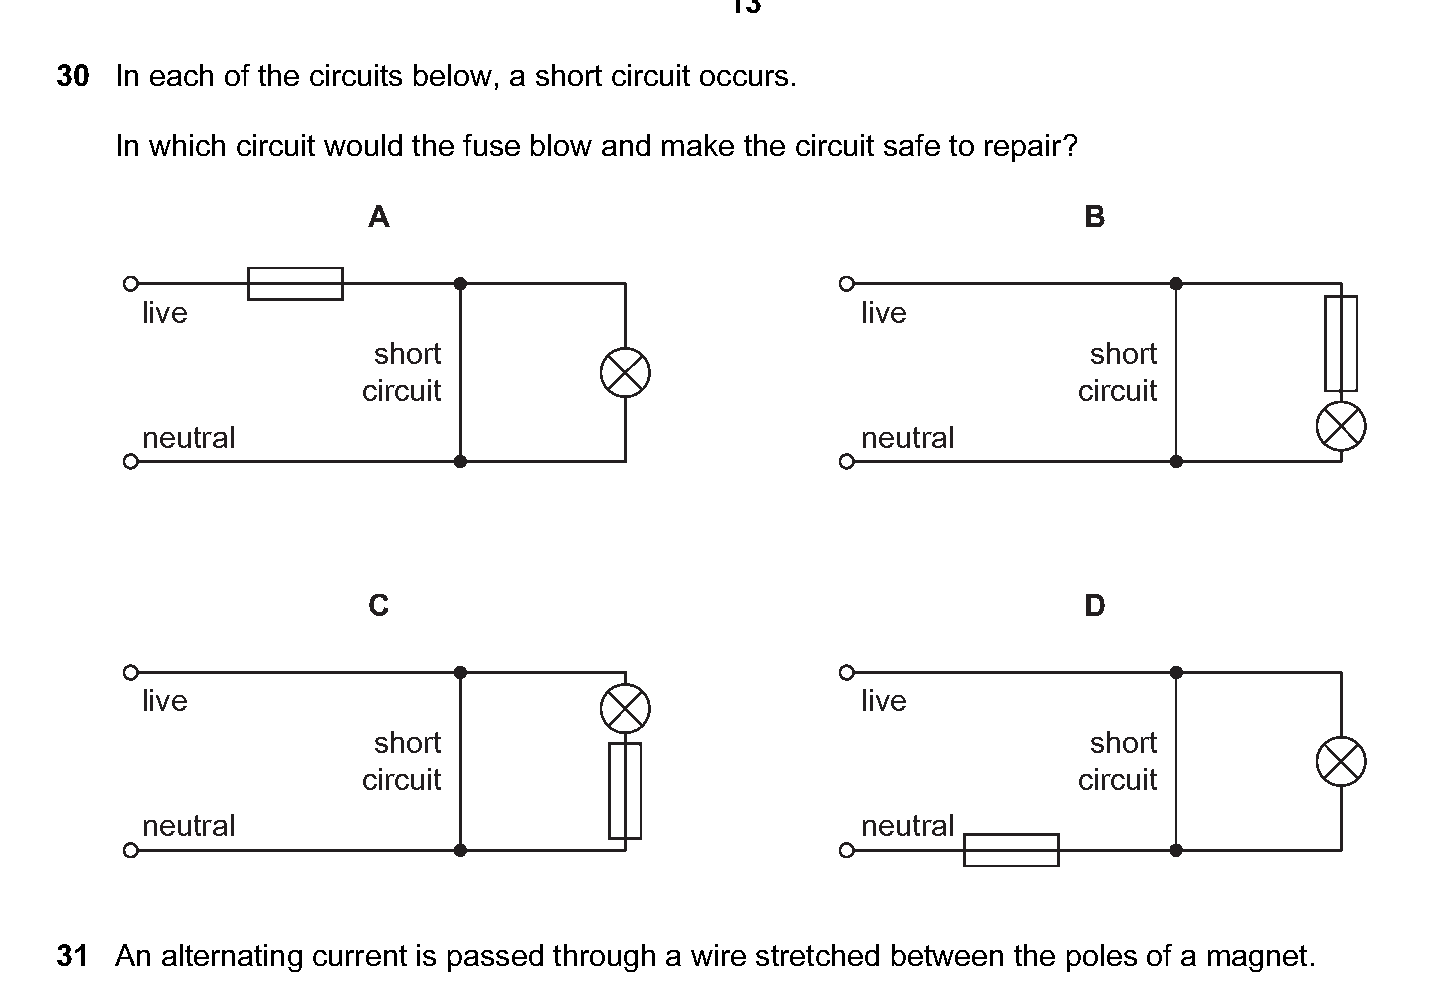 13
30 In each of the circuits below, a short circuit occurs.
In which circuit would the fuse blow and make the circuit safe to repair?
A
B
live
short
circuit
neutral
live
short
circuit
neutral
C
D
live
short
circuit
neutral
live
short
circuit
neutral
31 An alternating current is passed through a wire stretched between the poles of a magnet.